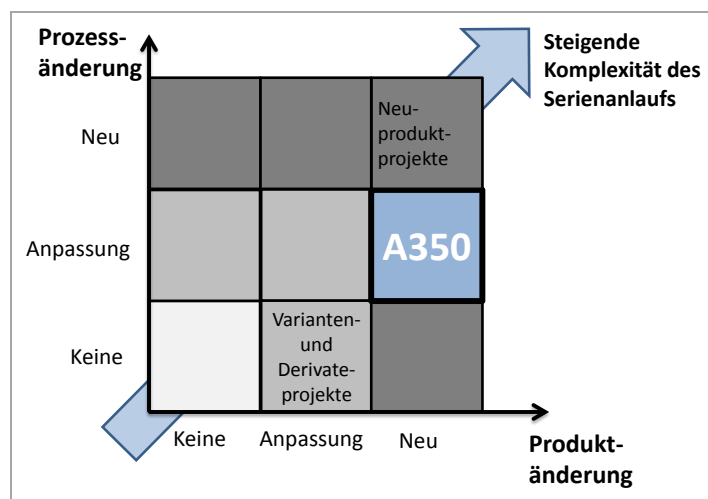 Prozess-
änderung
Steigende
Komplexität des
Serienanlaufs
Neu
Neu-
produkt-
projekte
Anpassung
A350
Keine
Varianten-
und
Derivate-
projekte
Keine
Anpassung
Neu
Produkt-
änderung